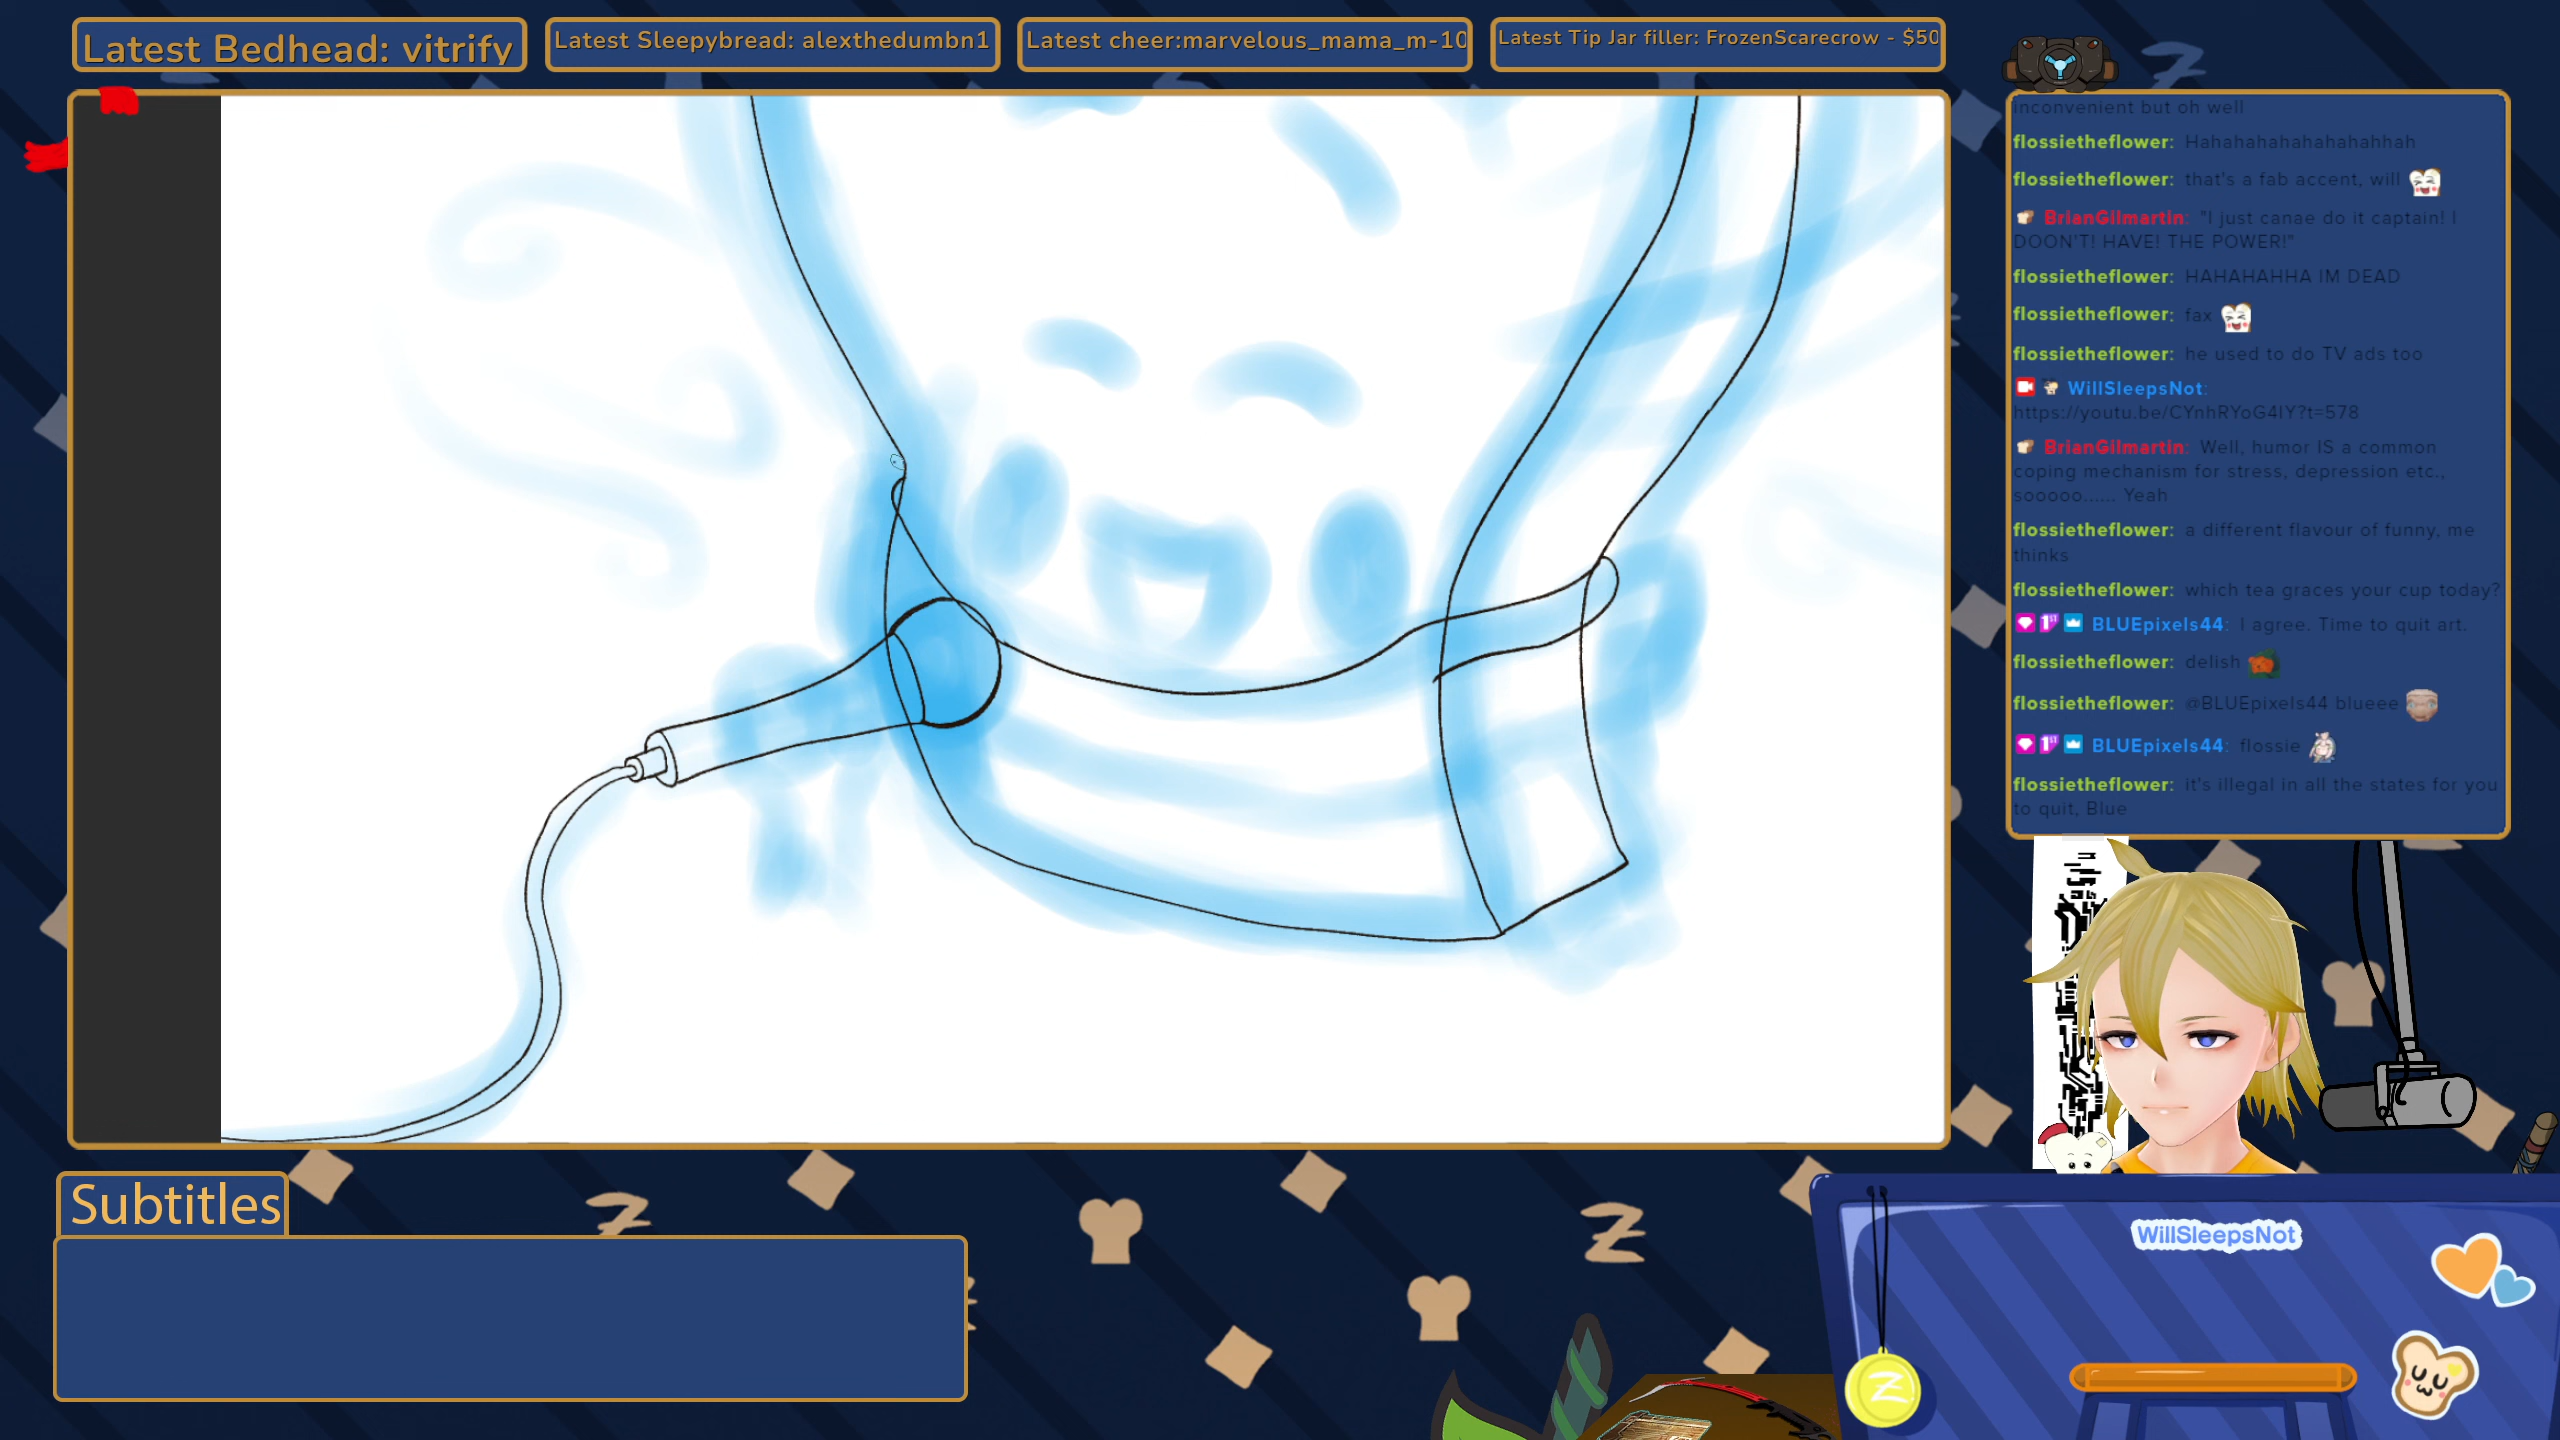 Latest Bedhead: vitrify
Latest Sleepybread: alexthedumbn1
Latest cheer:marvelous_mama_m-10
Latest Tip Jar filler: FrozenScarecrow - $50
inconvenient but oh well
flossietheflower: Hahahahahahahahahhah
flossietheflower: that's a fab accent, will
BrianGilmartin: "I just canae do it captain! I
DOON'T! HAVE! THE POWER!"
flossietheflower: HAHAHAHHA IM DEAD
flossietheflower: fax
flossietheflower: he used to do TV ads too
WillSleepsNot:
https://youtu.be/CYnhRYoG4IY?t=578
BrianGilmartin: Well, humor IS a common
coping mechanism for stress, depression etc.,
sooooo...... Yeah
flossietheflower: a different flavour of funny, me
thinks
flossietheflower: which tea graces your cup today?
BLUEpixels44: I agree. Time to quit art.
flossietheflower: delish
flossietheflower: @BLUEpixels44 blueee
BLUEpixels44: flossie
flossietheflower: it's illegal in all the states for you
to quit, Blue
Subtitles
WillSleepsNot
Z